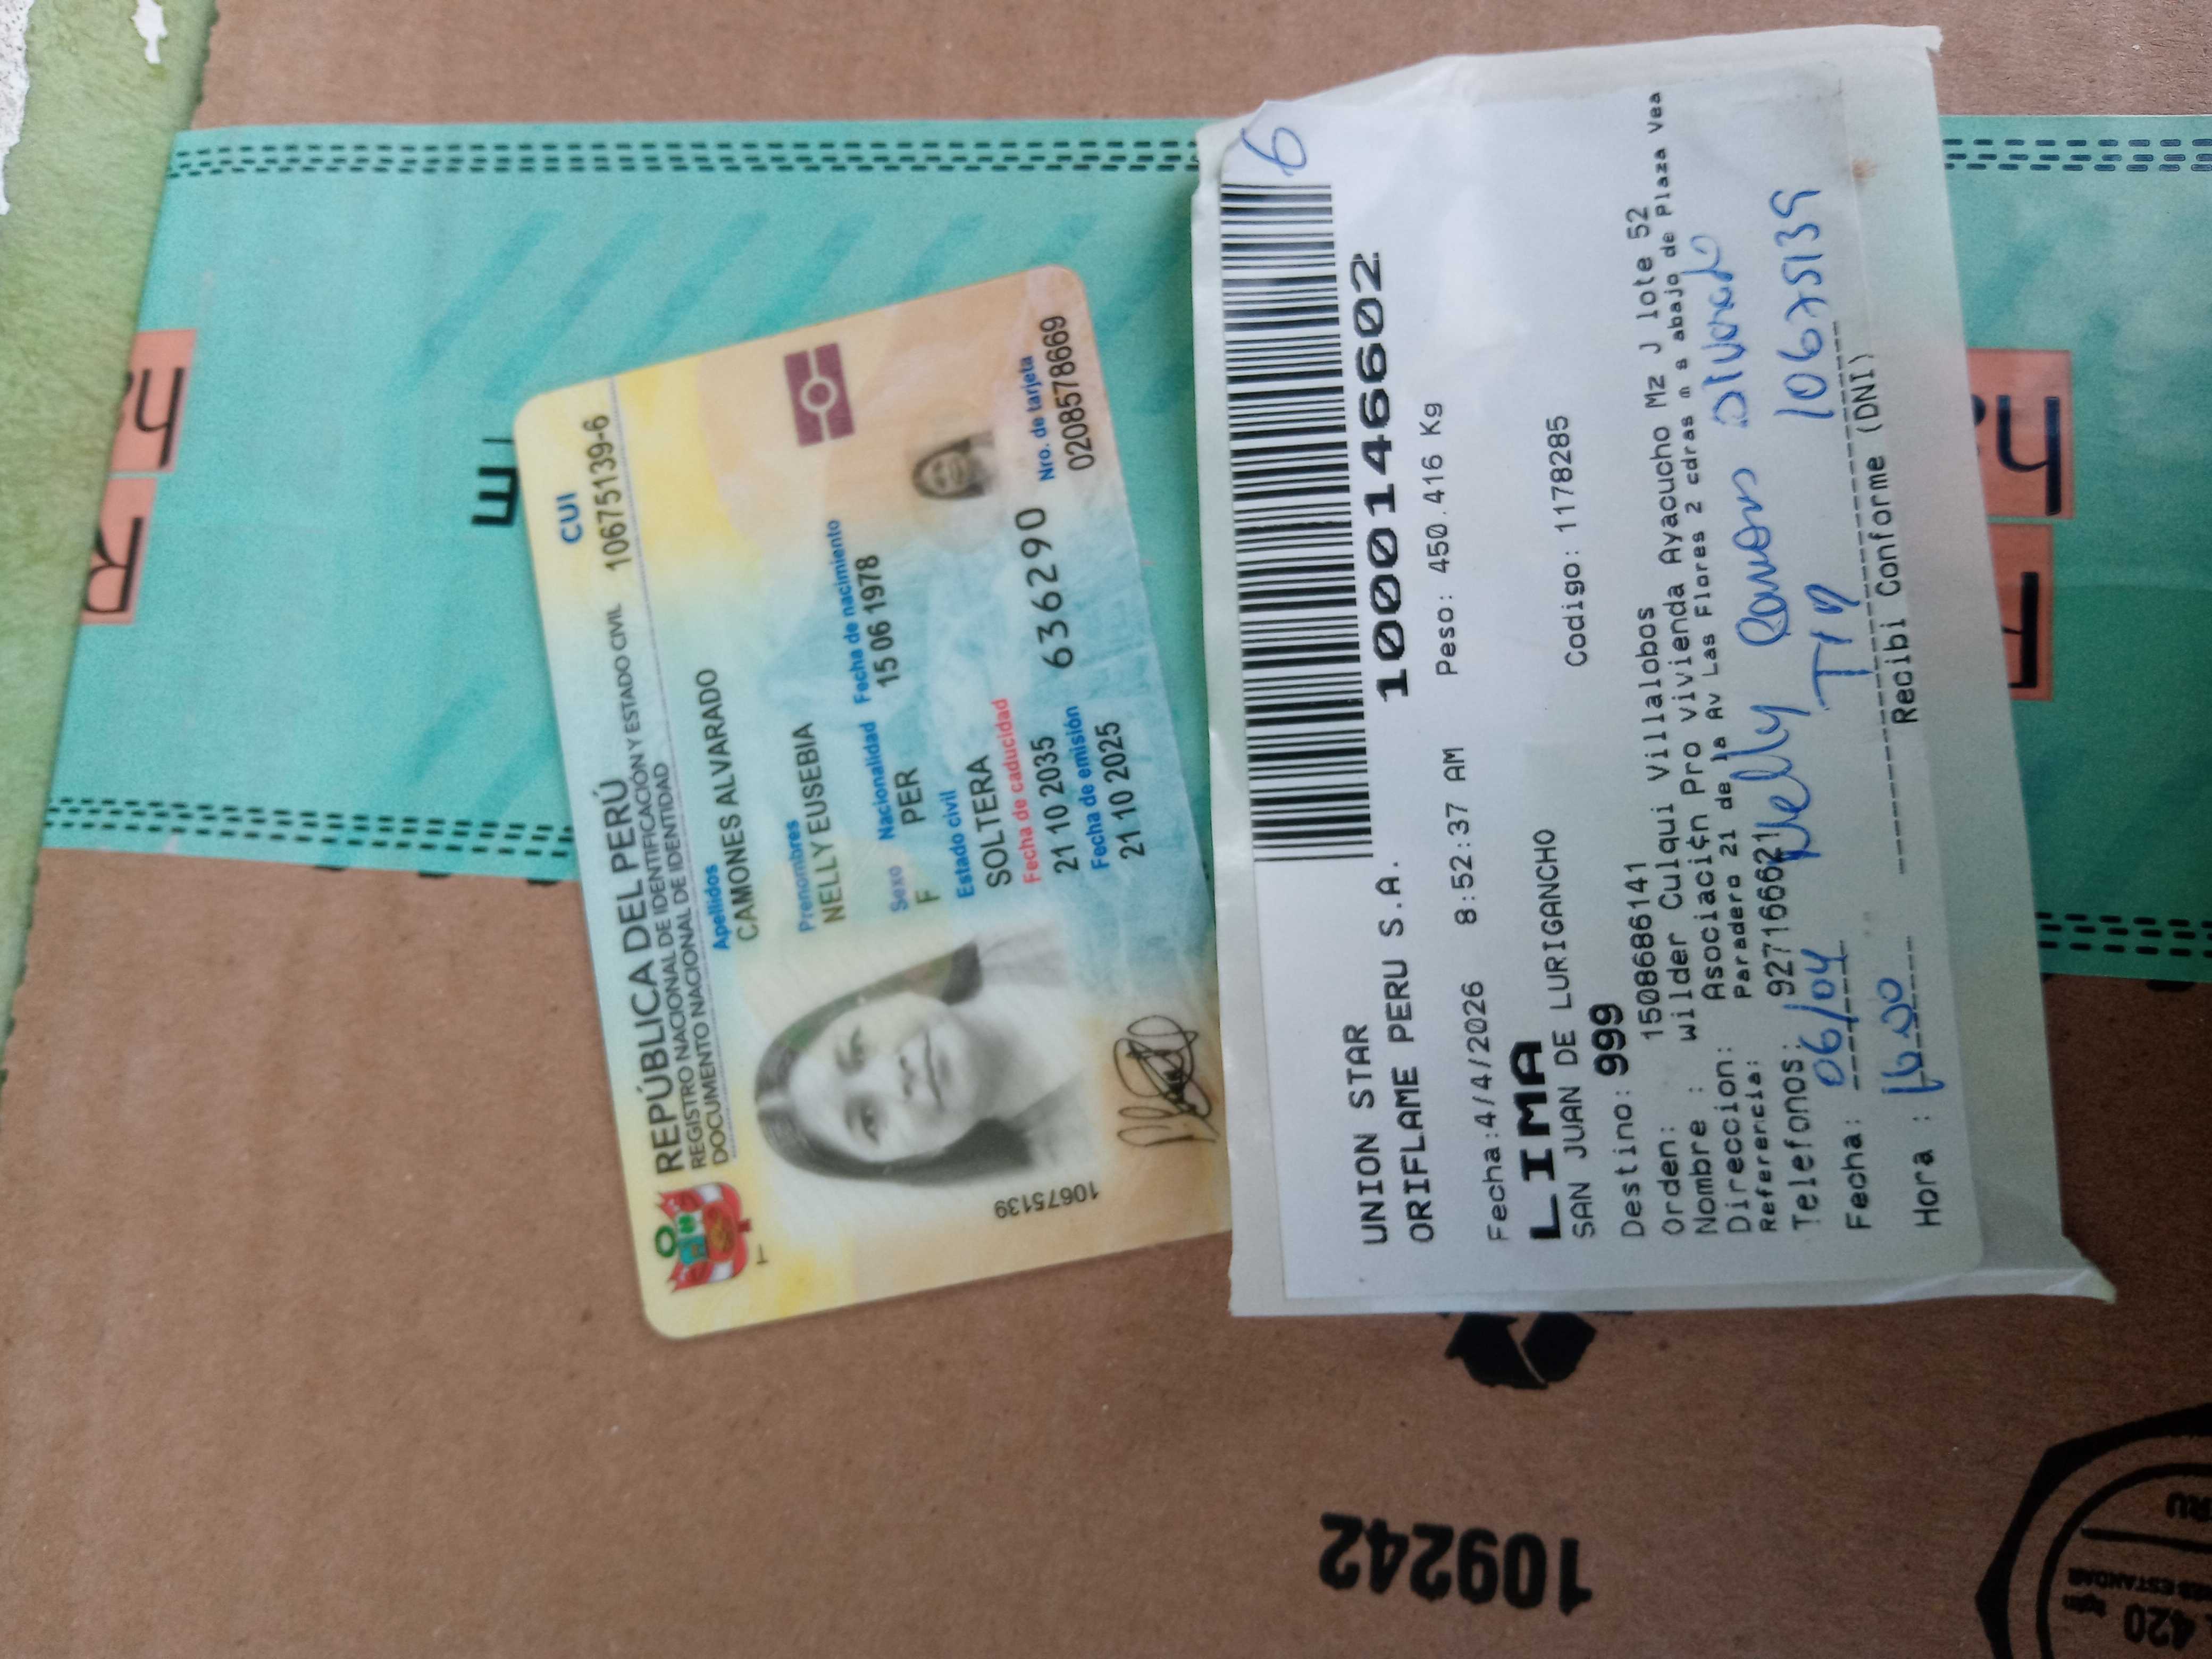 REPÚBLICA DEL PERÚ
REGISTRO NACIONAL DE IDENTIFICACIÓN Y ESTADO CIVIL
DOCUMENTO NACIONAL DE IDENTIDAD
CUI
10675139-6
Apellidos
CAMONES ALVARADO
Prenombres
NELLY EUSEBIA
Sexo Nacionalidad Fecha de nacimiento
F PER 15 06 1978
Estado civil
SOLTERA
Fecha de caducidad
21 10 2035
636290
Fecha de emisión
21 10 2025
Nro. de tarjeta
0208578669
10675139
6
UNION STAR
ORIFLAME PERU S.A. 1000146602
Fecha:4/4/2026 8:52:37 AM Peso: 450.416 Kg
LIMA
SAN JUAN DE LURIGANCHO Codigo: 1178285
Destino: 999
Orden: 1508686141
Nombre : wilder Culqui Villalobos
Direccion: Asociación Pro vivienda Ayacucho Mz J lote 52
Referencia: Paradero 21 de la Av Las Flores 2 cdras m s abajo de Plaza Vea
Telefonos: 927166621
Nelly Camones Alvarado
Fecha: 06/04
10675139
Hora :
Recibi Conforme (DNI)
109242
420